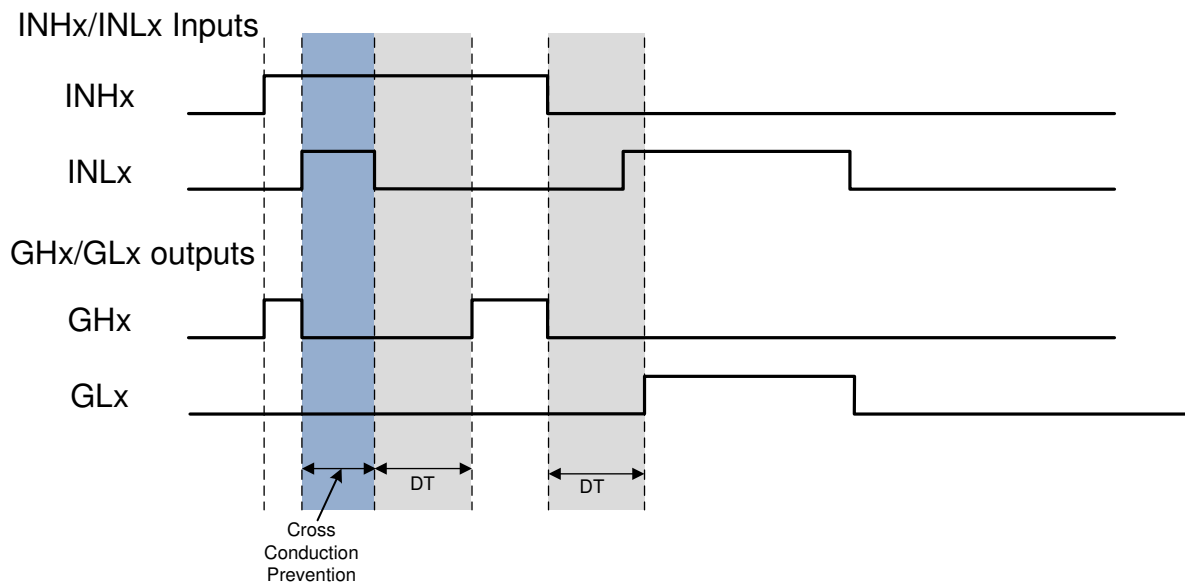 INHx/INLx Inputs
INHx
INLx
GHx/GLx outputs
GHx
GLx
DT
DT
Cross
Conduction
Prevention